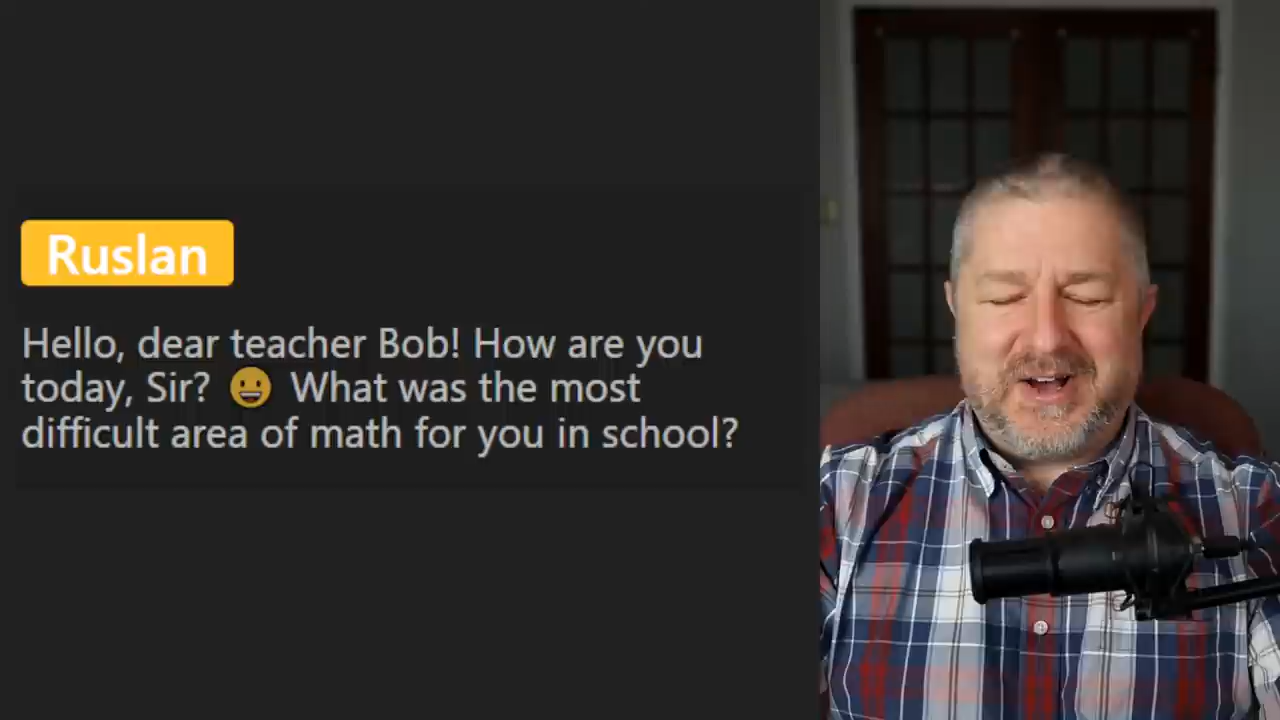 Ruslan
Hello, dear teacher Bob! How are you
today, Sir? 😀 What was the most
difficult area of math for you in school?